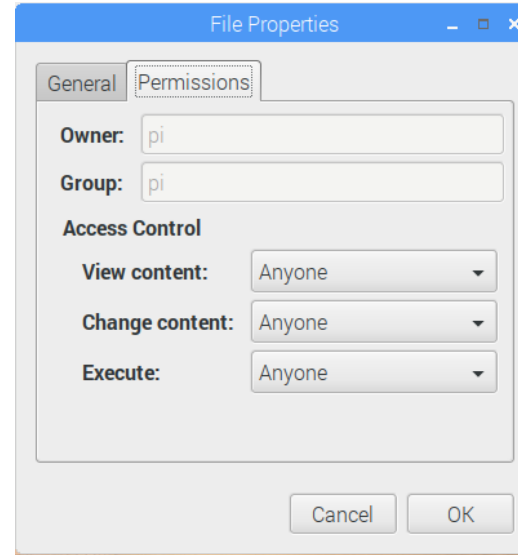 File Properties
General Permissions
Owner: pi
Group: pi
Access Control
View content: Anyone
Change content: Anyone
Execute: Anyone
Cancel OK